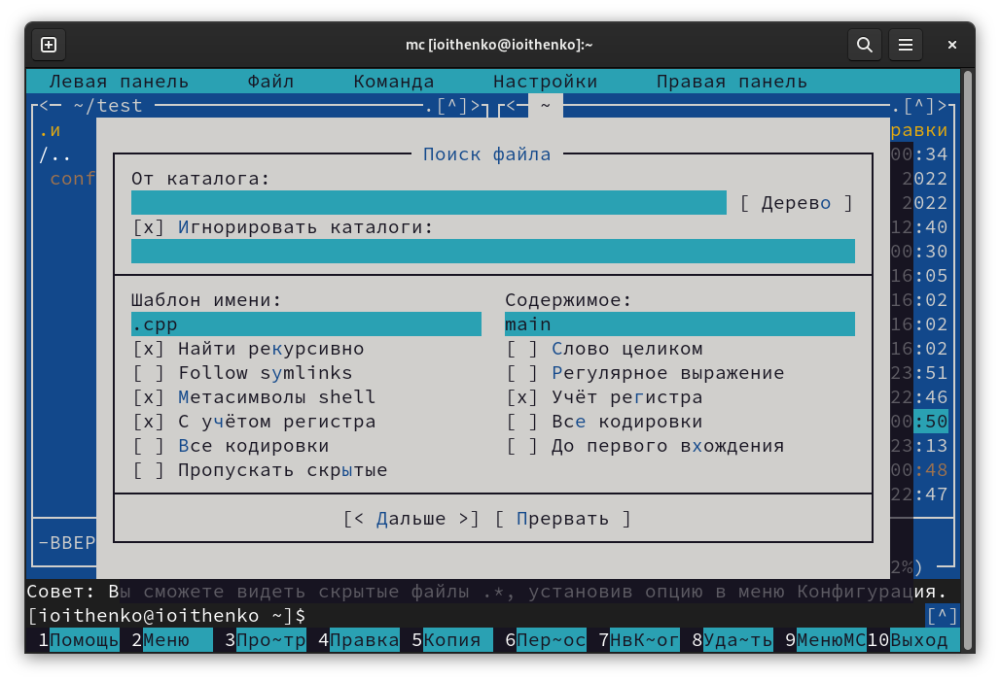 mc [ioithenko@ioithenko]:~
Левая панель Файл Команда Настройки Правая панель
<─ ~/test .[^]> <─ ~ .[^]>
.и равки
/.. 00:34
conf 2022
2022
12:40
00:30
16:05
16:02
16:02
16:02
23:51
22:46
00:50
23:13
00:48
22:47
Поиск файла
От каталога:
[ Дерево ]
[x] Игнорировать каталоги:
Шаблон имени: Содержимое:
.cpp main
[x] Найти рекурсивно [ ] Слово целиком
[ ] Follow symlinks [ ] Регулярное выражение
[x] Метасимволы shell [x] Учёт регистра
[x] С учётом регистра [ ] Все кодировки
[ ] Все кодировки [ ] До первого вхождения
[ ] Пропускать скрытые
[< Дальше >] [ Прервать ]
-ВВЕР
2%)
Совет: Вы сможете видеть скрытые файлы .*, установив опцию в меню Конфигурация.
[ioithenko@ioithenko ~]$ [^]
1Помощь 2Меню 3Про~тр 4Правка 5Копия 6Пер~ос 7НвК~ог 8Уда~ть 9МенюMC10Выход